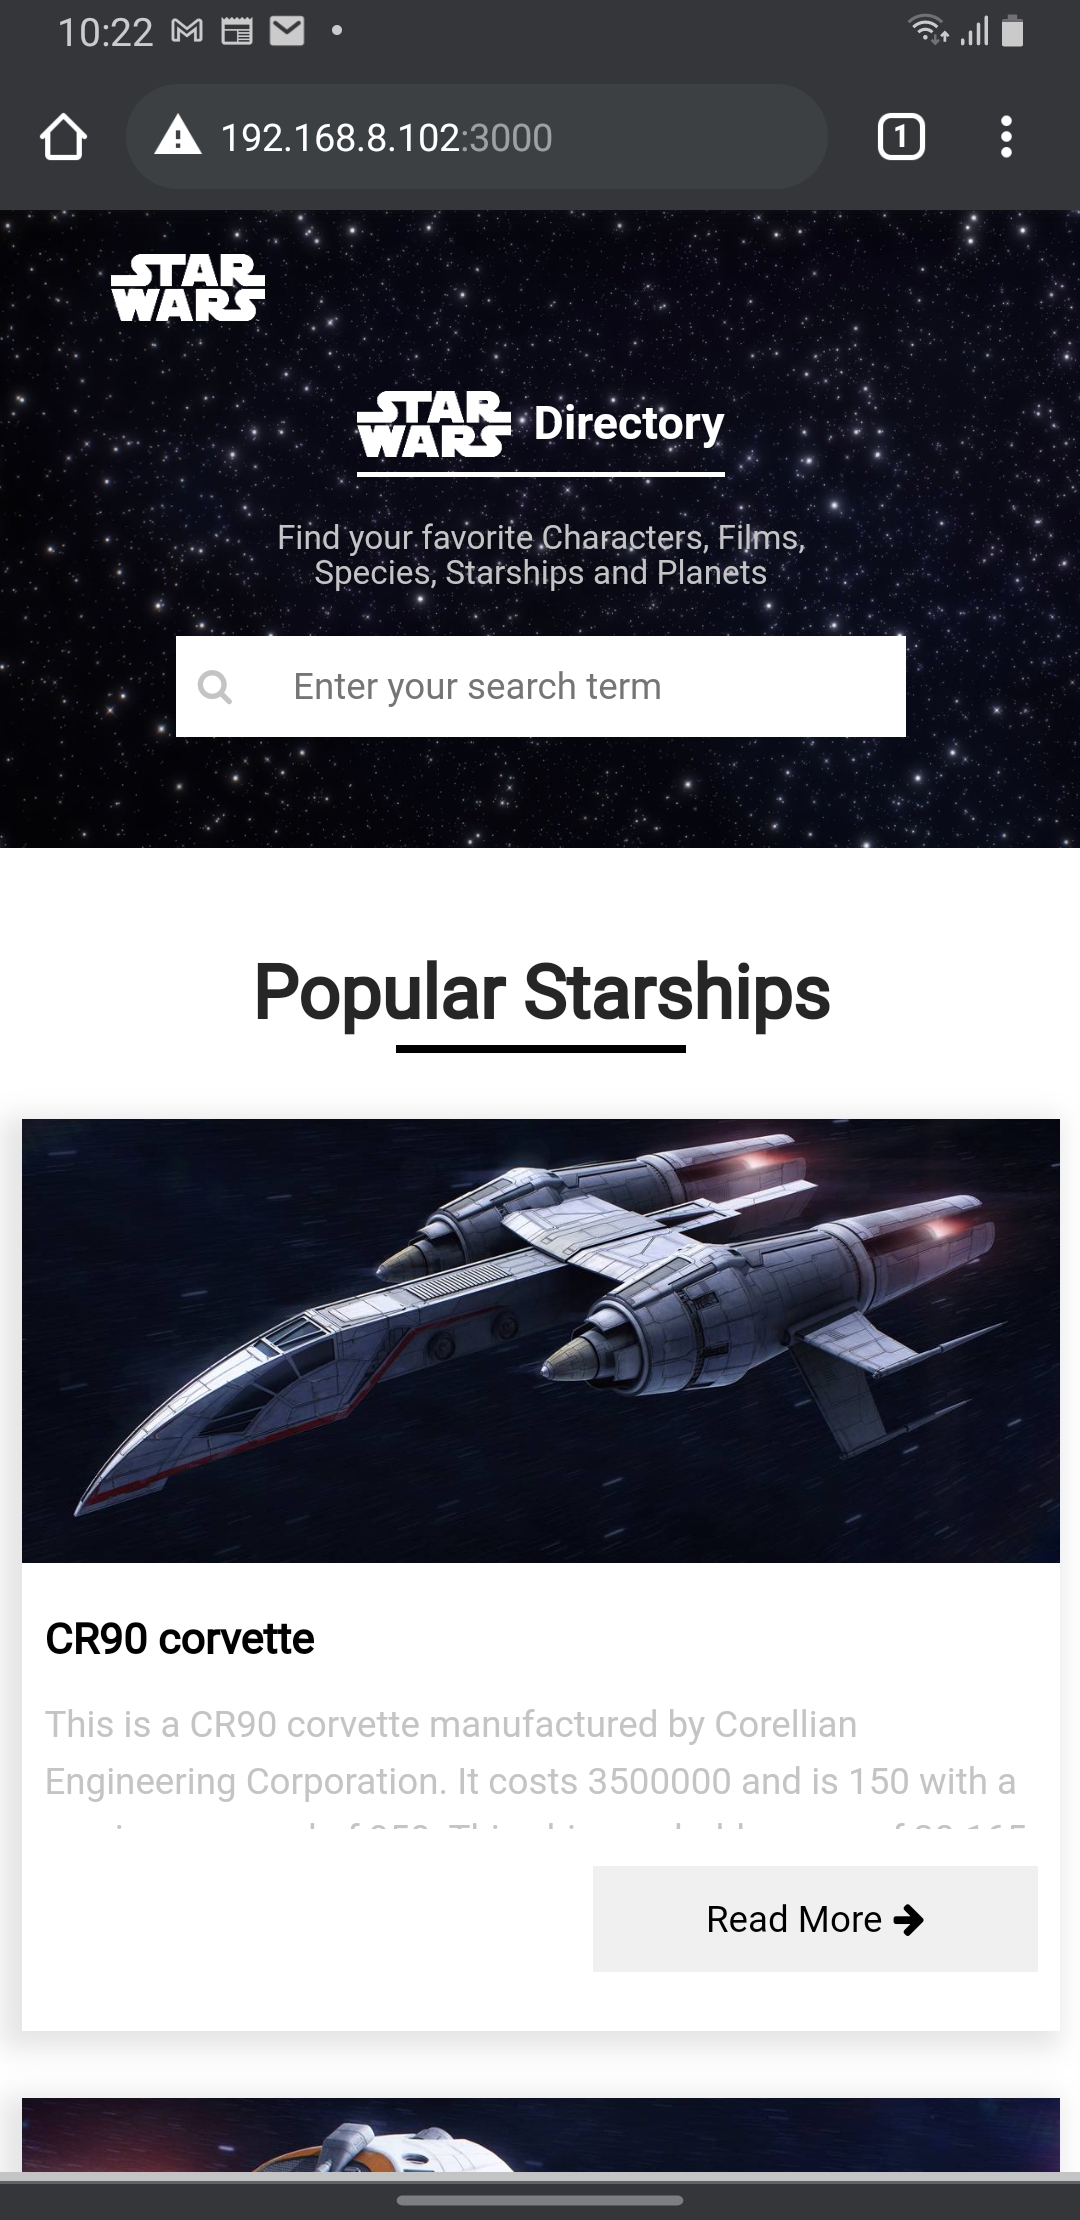 10:22
192.168.8.102:3000
1
STAR
WARS
STAR
WARS Directory
Find your favorite Characters, Films,
Species, Starships and Planets
Enter your search term
Popular Starships
CR90 corvette
This is a CR90 corvette manufactured by Corellian
Engineering Corporation. It costs 3500000 and is 150 with a
Read More